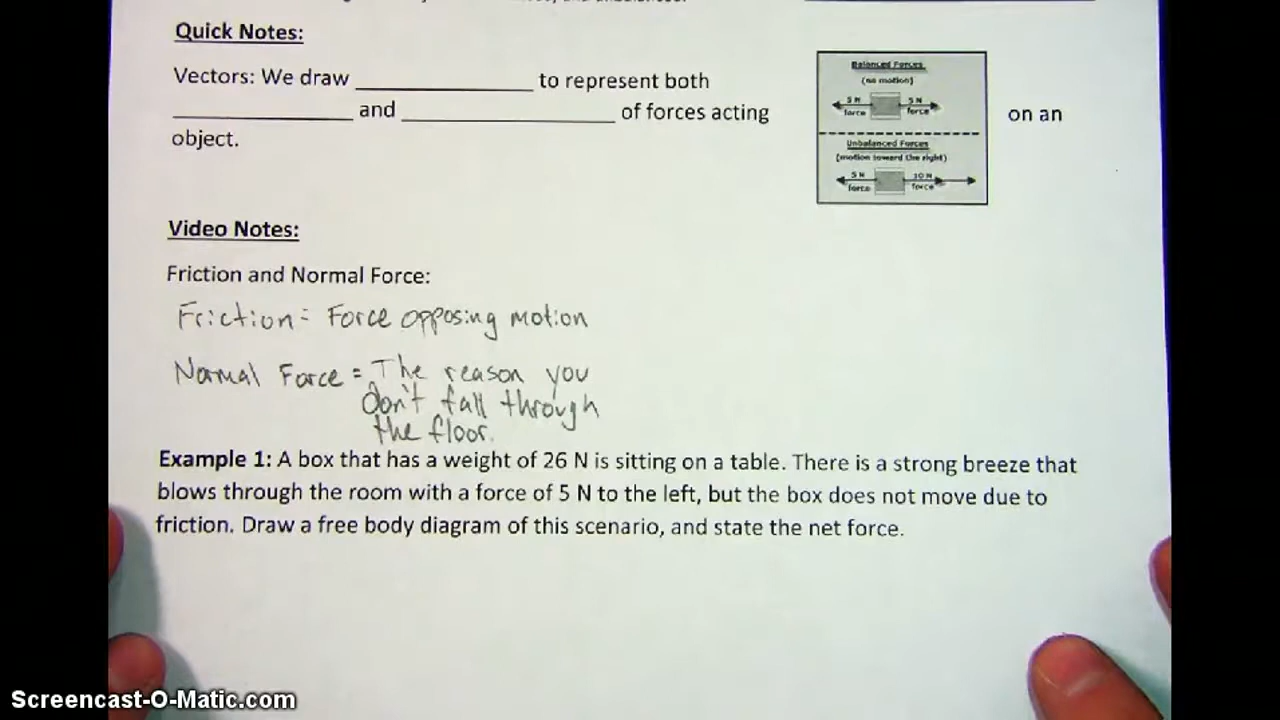 Quick Notes:
Vectors: We draw ________________ to represent both
________________ and ___________________ of forces acting on an
object.
Balanced Forces
(no motion)
5 N 5 N
force force
Unbalanced Forces
(motion toward the right)
5 N 10 N
force force
Video Notes:
Friction and Normal Force:
Friction = Force opposing motion
Normal Force = The reason you
don't fall through
the floor.
Example 1: A box that has a weight of 26 N is sitting on a table. There is a strong breeze that
blows through the room with a force of 5 N to the left, but the box does not move due to
friction. Draw a free body diagram of this scenario, and state the net force.
Screencast-O-Matic.com